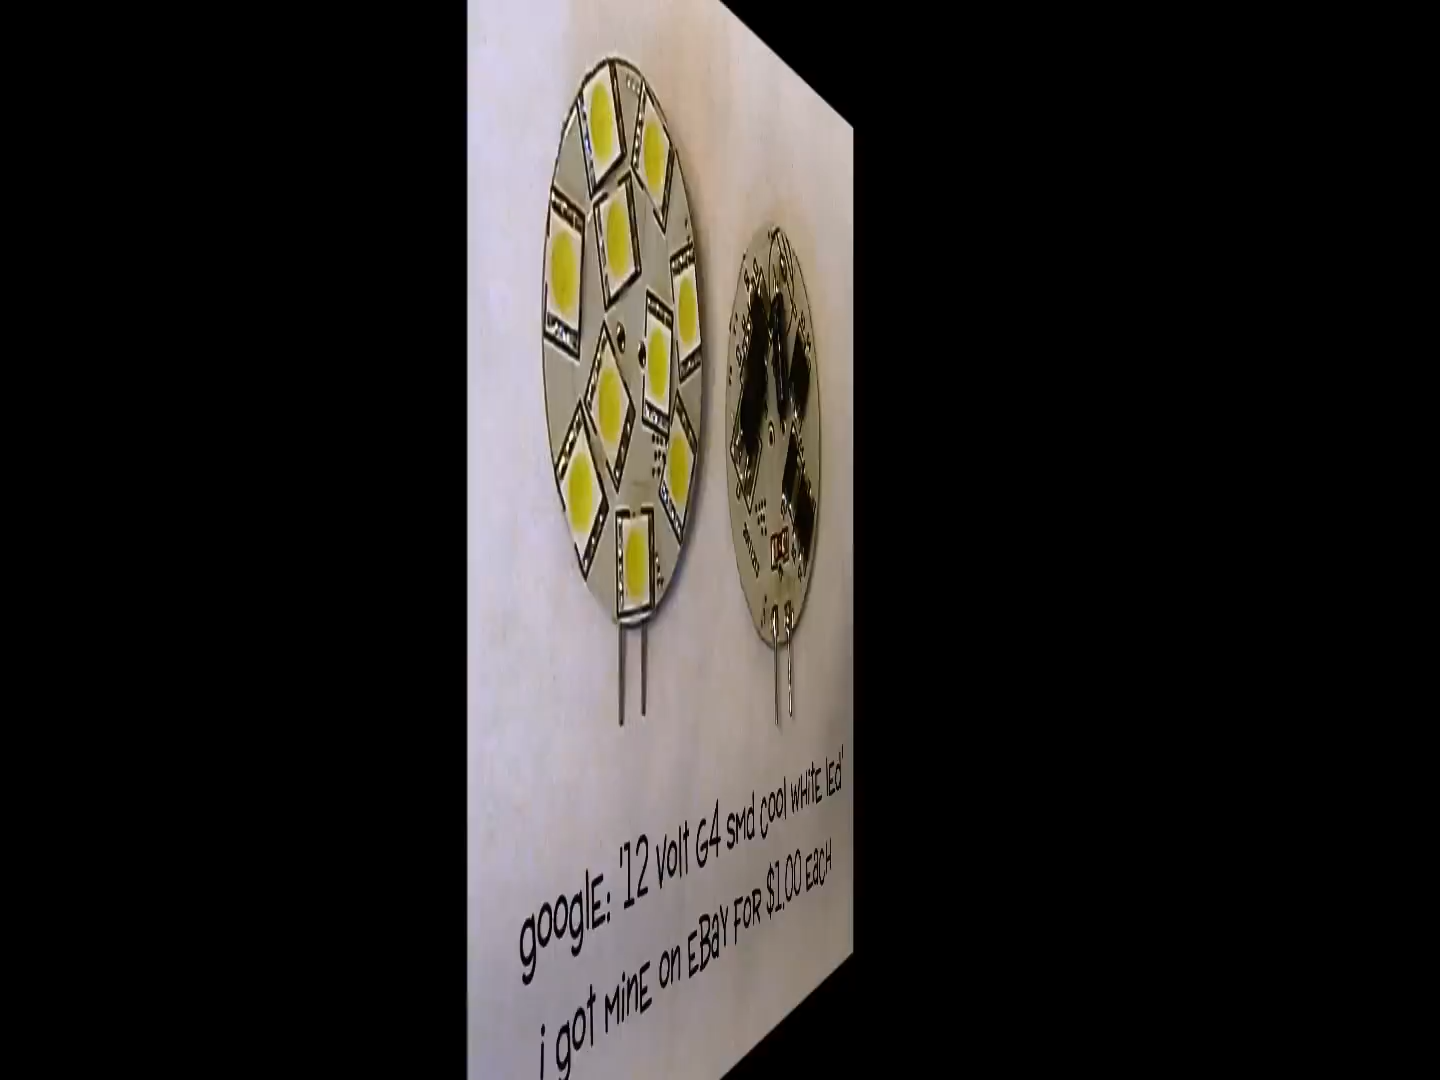 google: '12 volt G4 smd cool white led'
i got mine on ebay for $1.00 each